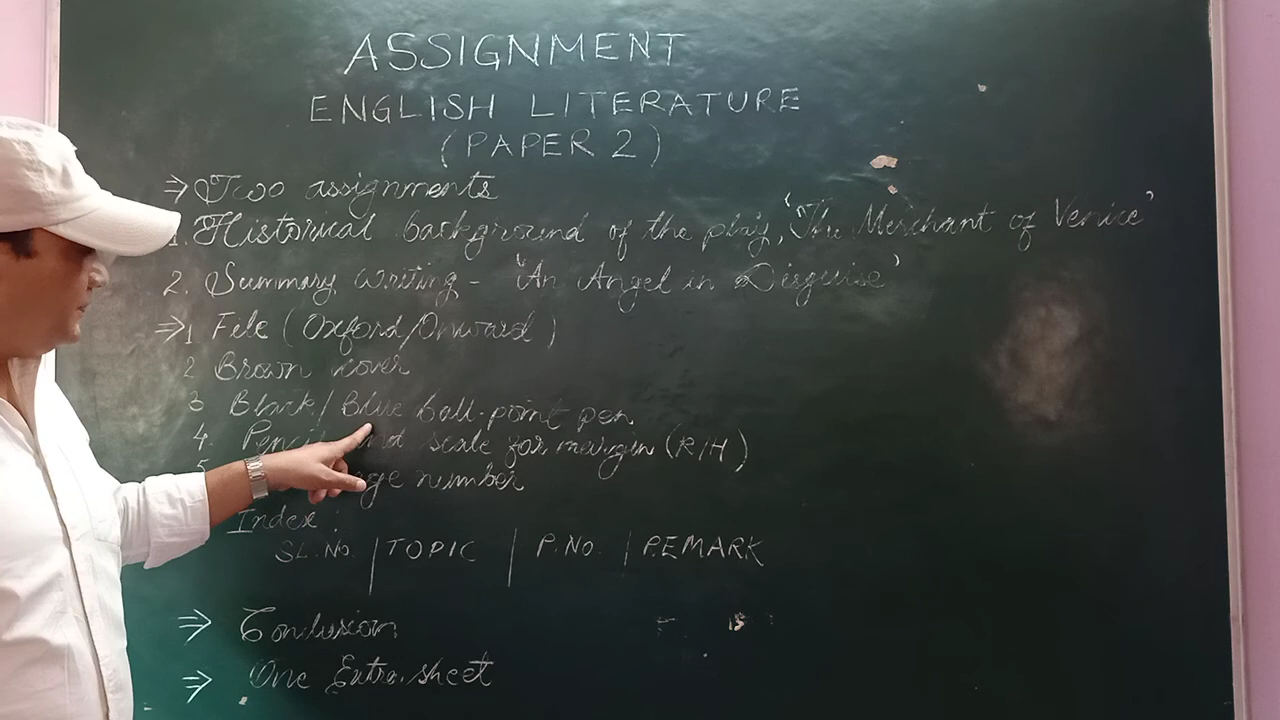 ASSIGNMENT
ENGLISH LITERATURE
(PAPER 2)
⇒ Two assignments
1. Historical background of the play, 'The Merchant of Venice'
2. Summary writing - 'An Angel in Disguise'
⇒ 1 File (Oxford/Onward)
2 Brown cover
3 Black/Blue ball-point pen
4. Pencil and scale for margin (R/H)
5 number
Index :
SL.No. | TOPIC | P.No. | REMARK
⇒ Conclusion
⇒ One Extra sheet